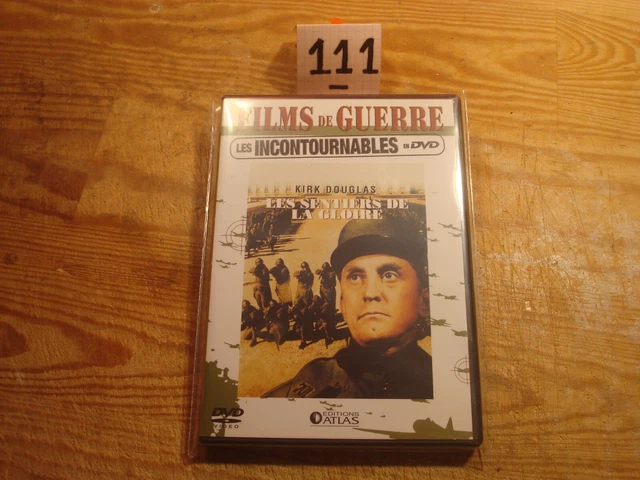 111
FILMS DE GUERRE
LES INCONTOURNABLES EN DVD
KIRK DOUGLAS
LES SENTIERS DE
LA GLOIRE
DVD
VIDEO
EDITIONS
ATLAS